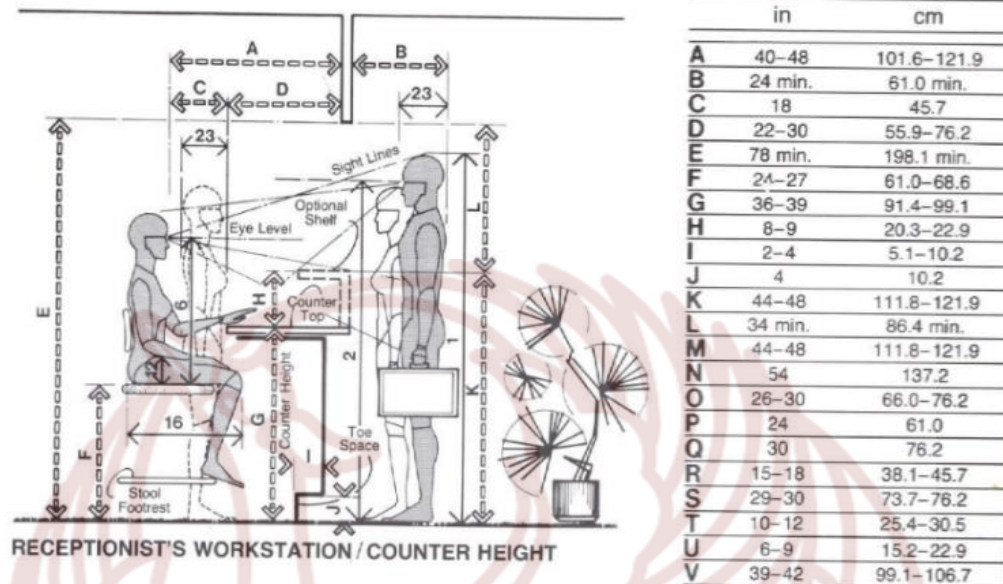 A
B
C
D
23
23
Sight Lines
Optional
Shelf
Eye Level
L
E
6
H
Counter
Top
2
1
12
Counter Height
G
K
16
F
I
Toe
Space
J
Stool
Footrest
RECEPTIONIST'S WORKSTATION / COUNTER HEIGHT
in cm
A 40–48 101.6–121.9
B 24 min. 61.0 min.
C 18 45.7
D 22–30 55.9–76.2
E 78 min. 198.1 min.
F 24–27 61.0–68.6
G 36–39 91.4–99.1
H 8–9 20.3–22.9
I 2–4 5.1–10.2
J 4 10.2
K 44–48 111.8–121.9
L 34 min. 86.4 min.
M 44–48 111.8–121.9
N 54 137.2
O 26–30 66.0–76.2
P 24 61.0
Q 30 76.2
R 15–18 38.1–45.7
S 29–30 73.7–76.2
T 10–12 25.4–30.5
U 6–9 15.2–22.9
V 39–42 99.1–106.7